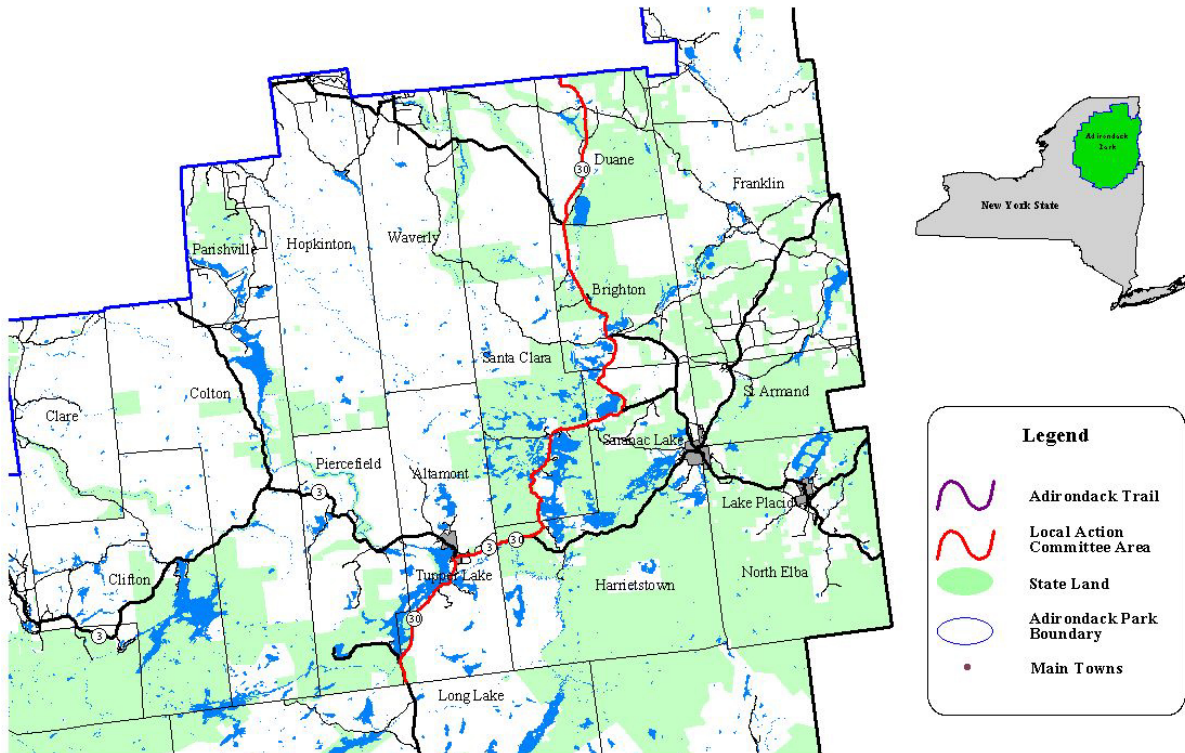 Duane
30
Franklin
Parishville
Hopkinton
Waverly
Brighton
Santa Clara
Colton
Clare
St Armand
Saranac Lake
Piercefield
Altamont
3
Lake Placid
3
30
Tupper Lake
Clifton
Harrietstown
North Elba
30
3
Long Lake
Adirondack
Park
New York State
Legend
Adirondack Trail
Local Action
Committee Area
State Land
Adirondack Park
Boundary
Main Towns